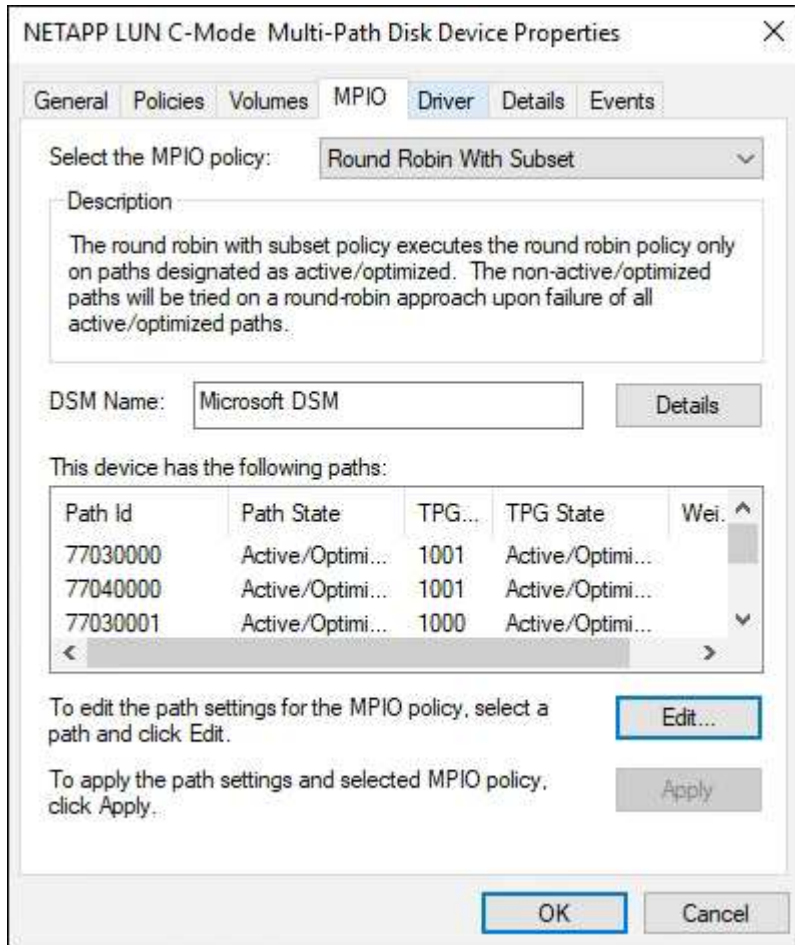 NETAPP LUN C-Mode Multi-Path Disk Device Properties
General Policies Volumes MPIO Driver Details Events
Select the MPIO policy: Round Robin With Subset
Description
The round robin with subset policy executes the round robin policy only
on paths designated as active/optimized. The non-active/optimized
paths will be tried on a round-robin approach upon failure of all
active/optimized paths.
DSM Name: Microsoft DSM Details
This device has the following paths:
Path Id Path State TPG... TPG State Wei.
77030000 Active/Optimi... 1001 Active/Optimi...
77040000 Active/Optimi... 1001 Active/Optimi...
77030001 Active/Optimi... 1000 Active/Optimi...
To edit the path settings for the MPIO policy, select a
path and click Edit.
Edit...
To apply the path settings and selected MPIO policy,
click Apply.
Apply
OK Cancel